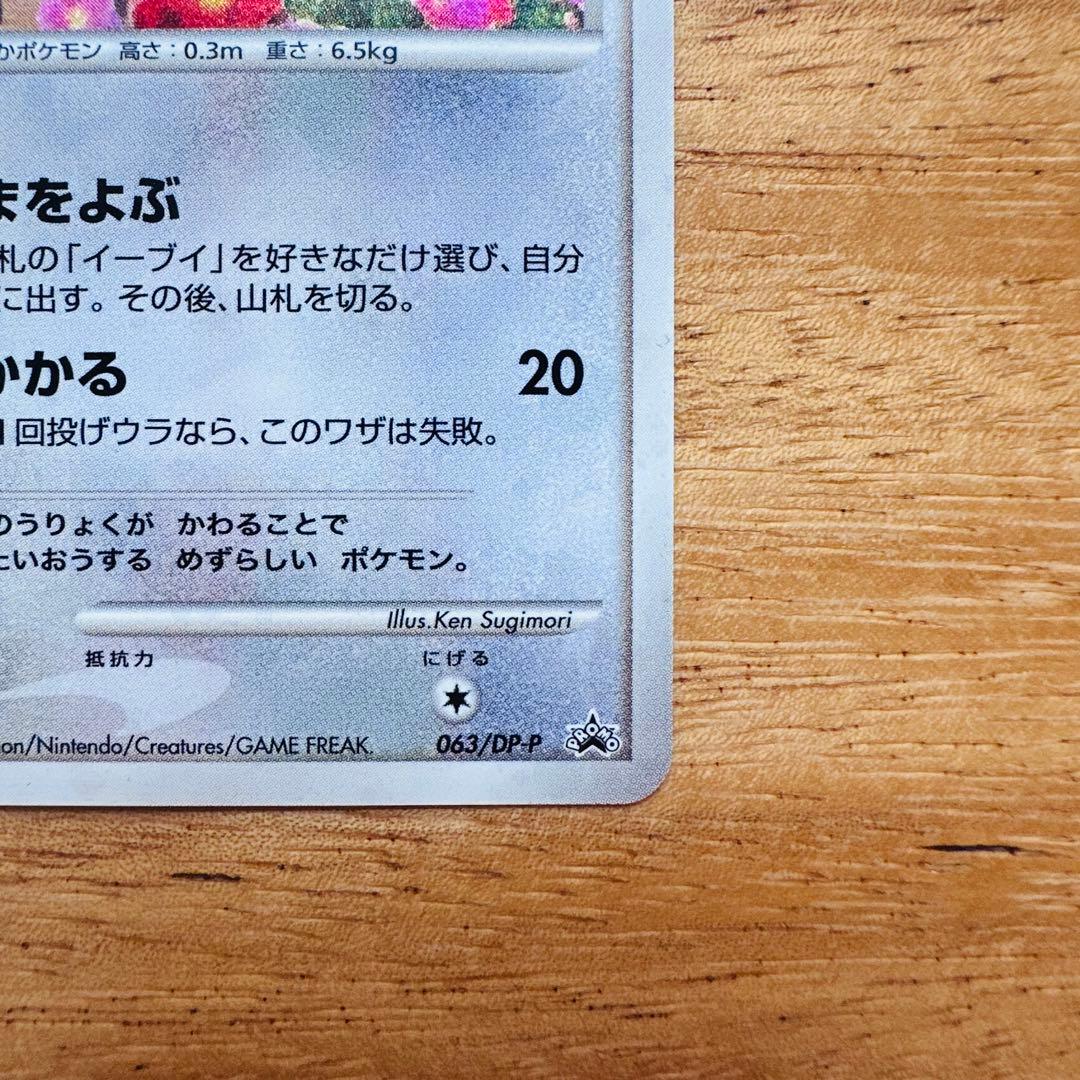 かポケモン 高さ：0.3m 重さ：6.5kg
まをよぶ
札の「イーブイ」を好きなだけ選び、自分
に出す。その後、山札を切る。
かかる 20
1回投げウラなら、このワザは失敗。
のうりょくが かわることで
たいおうする めずらしい ポケモン。
Illus.Ken Sugimori
抵抗力 にげる
on/Nintendo/Creatures/GAME FREAK. 063/DP-P PROMO